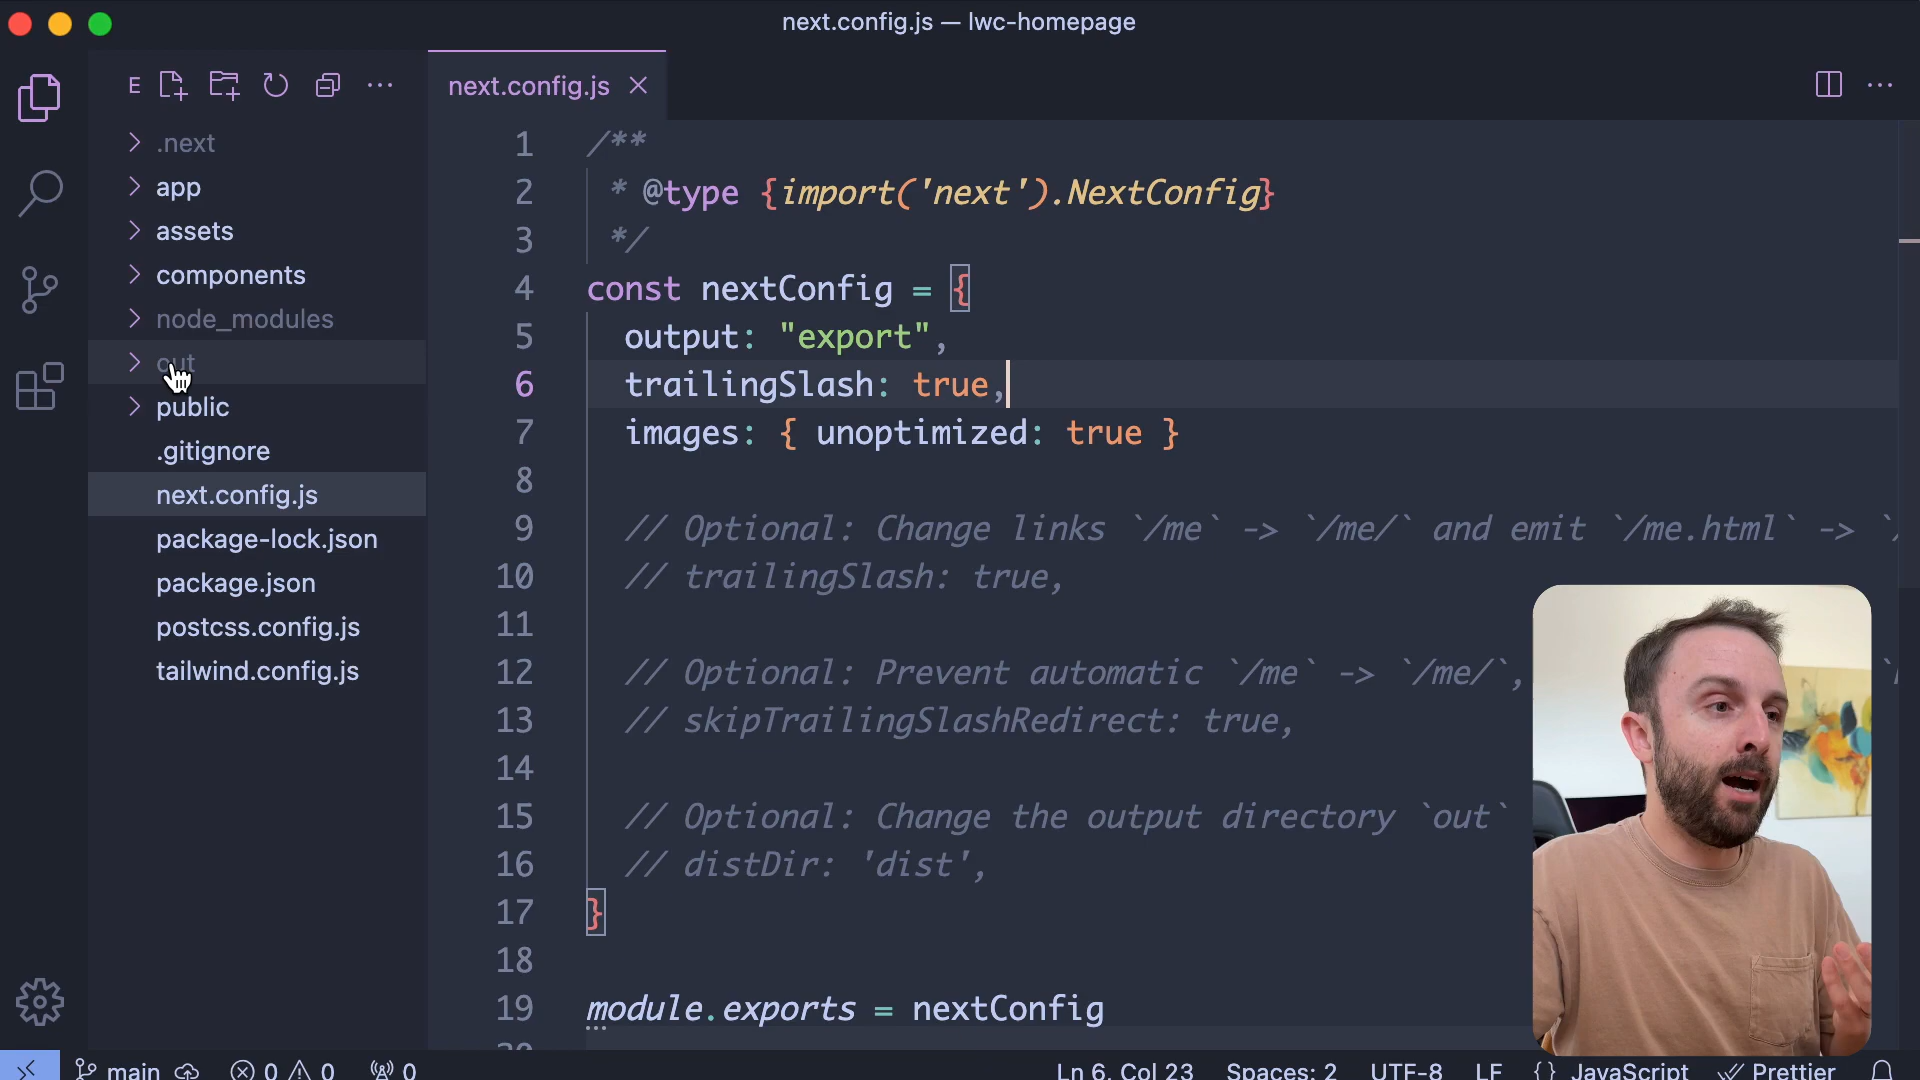 next.config.js — lwc-homepage
E
next.config.js
.next
app
assets
components
node_modules
out
public
.gitignore
next.config.js
package-lock.json
package.json
postcss.config.js
tailwind.config.js
1 /**
2 * @type {import('next').NextConfig}
3 */
4 const nextConfig = {
5 output: "export",
6 trailingSlash: true,
7 images: { unoptimized: true }
8
9 // Optional: Change links `/me` -> `/me/` and emit `/me.html` -> `/
10 // trailingSlash: true,
11
12 // Optional: Prevent automatic `/me` -> `/me/`,
13 // skipTrailingSlashRedirect: true,
14
15 // Optional: Change the output directory `out`
16 // distDir: 'dist',
17 }
18
19 module.exports = nextConfig
20
main 0 0 0 Ln 6, Col 23 Spaces: 2 UTF-8 LF {} JavaScript Prettier